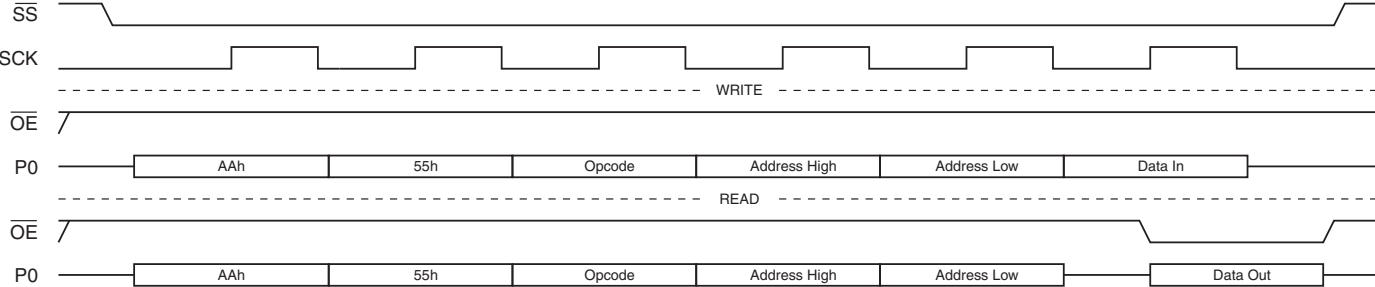 SS
SCK
WRITE
OE
P0 AAh 55h Opcode Address High Address Low Data In
READ
OE
P0 AAh 55h Opcode Address High Address Low Data Out